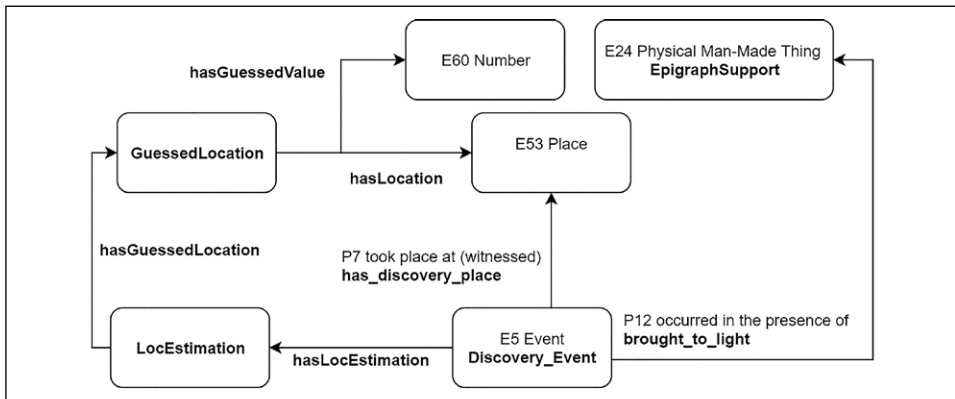 E60 Number
E24 Physical Man-Made Thing
EpigraphSupport
hasGuessedValue
GuessedLocation
E53 Place
hasLocation
hasGuessedLocation
P7 took place at (witnessed)
has_discovery_place
P12 occurred in the presence of
brought_to_light
LocEstimation
hasLocEstimation
E5 Event
Discovery_Event